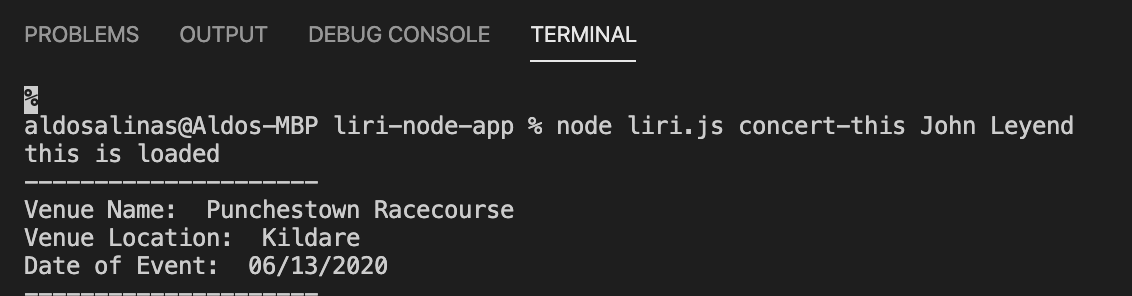 PROBLEMS OUTPUT DEBUG CONSOLE TERMINAL
%
aldosalinas@Aldos-MBP liri-node-app % node liri.js concert-this John Leyend
this is loaded
---------------------
Venue Name:  Punchestown Racecourse
Venue Location:  Kildare
Date of Event:  06/13/2020
---------------------